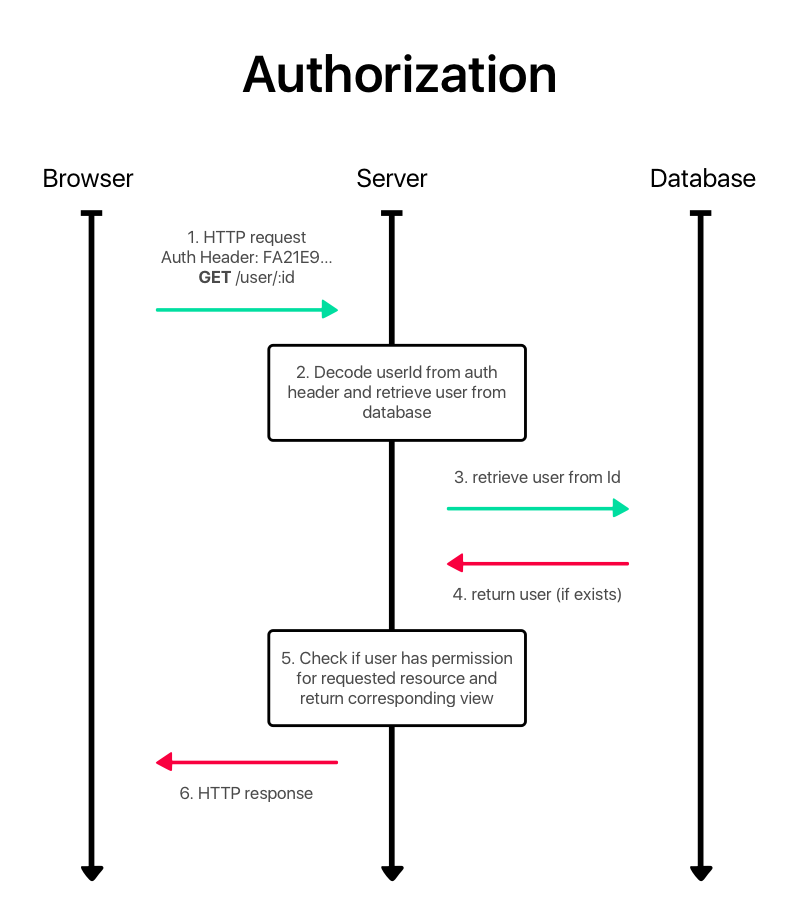 Authorization
Browser
Server
Database
1. HTTP request
Auth Header: FA21E9...
GET /user/:id
2. Decode userId from auth
header and retrieve user from
database
3. retrieve user from Id
4. return user (if exists)
5. Check if user has permission
for requested resource and
return corresponding view
6. HTTP response